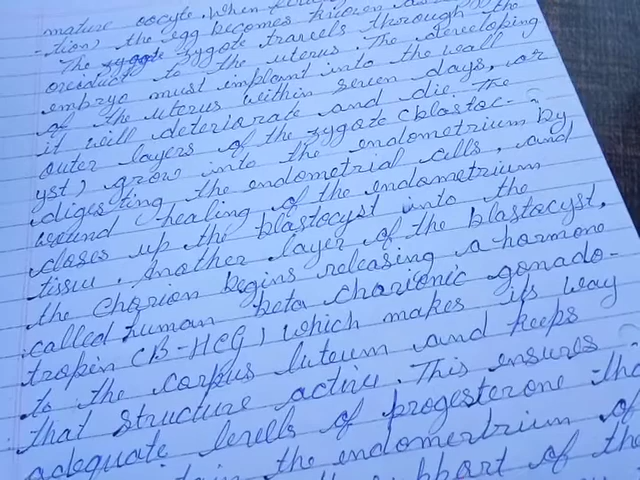 mature oocyte. When
-tion) the egg becomes known as
The zygote travels through the
oviduct to the uterus. The developing
embryo must implant into the wall
of the uterus within seven days, or
it will deteriorate and die. The
outer layers of the zygote (blastoc-
yst) grow into the endometrium by
digesting the endometrial cells, and
wound healing of the endometrium
closes up the blastocyst into the
tissue. Another layer of the blastocyst,
the chorion begins releasing a hormone
called human beta chorionic gonado-
tropin (B-HCG) which makes its way
to the corpus luteum and keeps
that structure active. This ensures
adequate levels of progesterone tha
the endomertrium of
of the